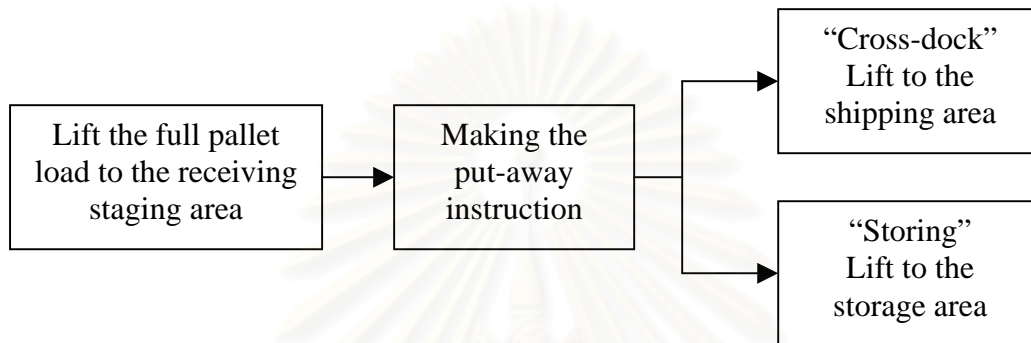 Lift the full pallet
load to the receiving
staging area
Making the
put-away
instruction
“Cross-dock”
Lift to the
shipping area
“Storing”
Lift to the
storage area